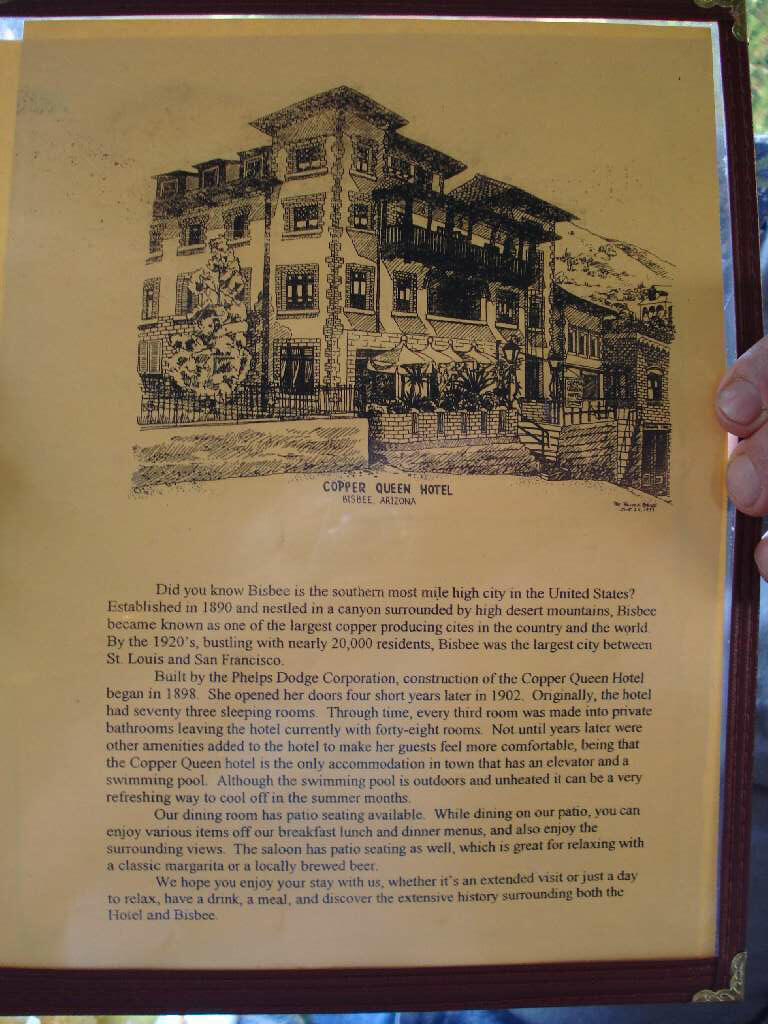 COPPER QUEEN HOTEL
BISBEE, ARIZONA
Did you know Bisbee is the southern most mile high city in the United States?
Established in 1890 and nestled in a canyon surrounded by high desert mountains, Bisbee
became known as one of the largest copper producing cites in the country and the world.
By the 1920's, bustling with nearly 20,000 residents, Bisbee was the largest city between
St. Louis and San Francisco.
Built by the Phelps Dodge Corporation, construction of the Copper Queen Hotel
began in 1898. She opened her doors four short years later in 1902. Originally, the hotel
had seventy three sleeping rooms. Through time, every third room was made into private
bathrooms leaving the hotel currently with forty-eight rooms. Not until years later were
other amenities added to the hotel to make her guests feel more comfortable, being that
the Copper Queen hotel is the only accommodation in town that has an elevator and a
swimming pool. Although the swimming pool is outdoors and unheated it can be a very
refreshing way to cool off in the summer months.
Our dining room has patio seating available. While dining on our patio, you can
enjoy various items off our breakfast lunch and dinner menus, and also enjoy the
surrounding views. The saloon has patio seating as well, which is great for relaxing with
a classic margarita or a locally brewed beer.
We hope you enjoy your stay with us, whether it's an extended visit or just a day
to relax, have a drink, a meal, and discover the extensive history surrounding both the
Hotel and Bisbee.